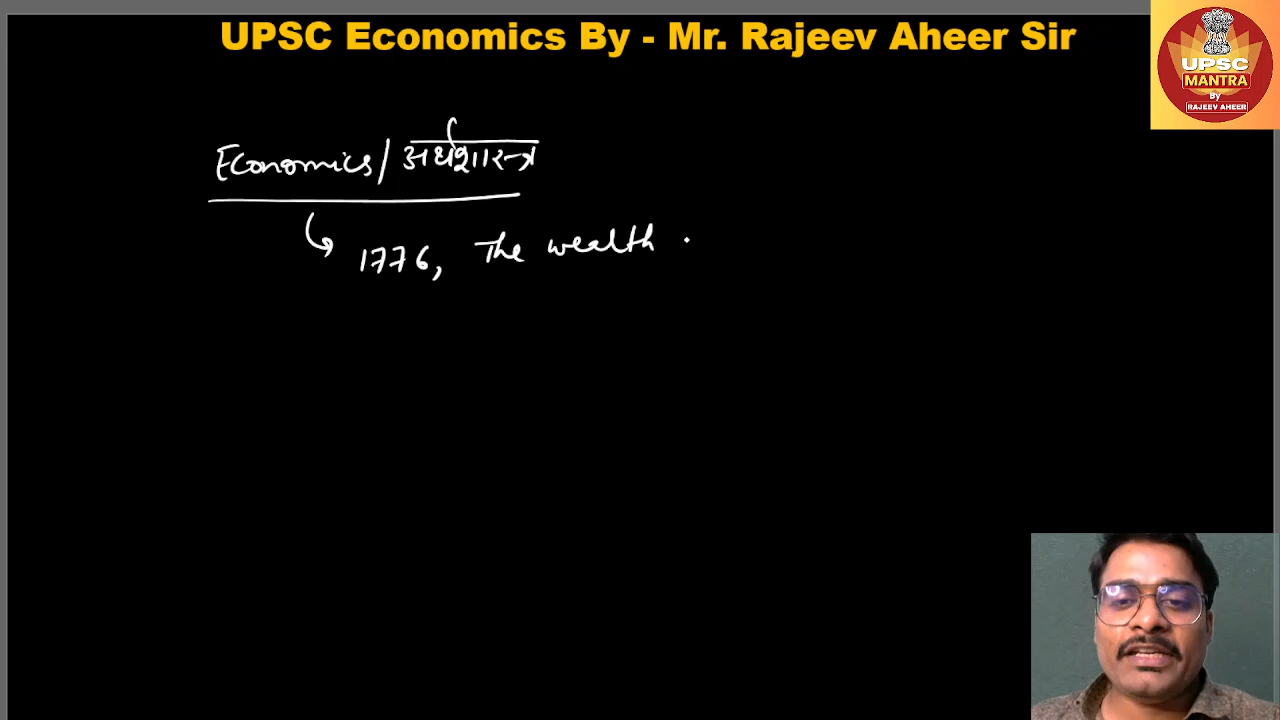 UPSC Economics By - Mr. Rajeev Aheer Sir
UPSC
MANTRA
By
RAJEEV AHEER
Economics/अर्थशास्त्र
1776, The wealth